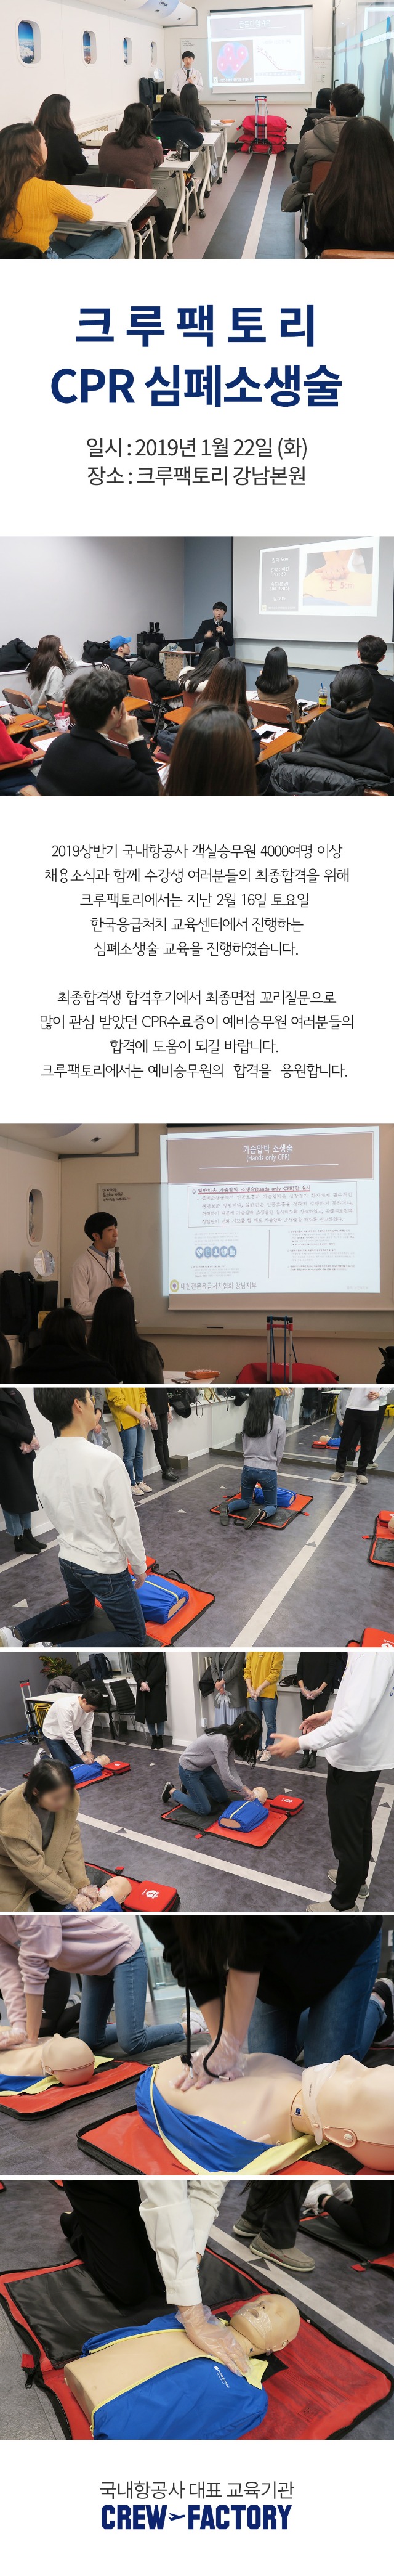 크루팩토리
CPR 심폐소생술
일시 : 2019년 1월 22일 (화)
장소 : 크루팩토리 강남본원
2019상반기 국내항공사 객실승무원 4000여명 이상
채용소식과 함께 수강생 여러분들의 최종합격을 위해
크루팩토리에서는 지난 2월 16일 토요일
한국응급처치 교육센터에서 진행하는
심폐소생술 교육을 진행하였습니다.
최종합격생 합격후기에서 최종면접 꼬리질문으로
많이 관심 받았던 CPR수료증이 예비승무원 여러분들의
합격에 도움이 되길 바랍니다.
크루팩토리에서는 예비승무원의 합격을 응원합니다.
가슴압박 소생술
(Hands only CPR)
대한전문응급처치협회 강남지부
국내항공사 대표 교육기관
CREW FACTORY